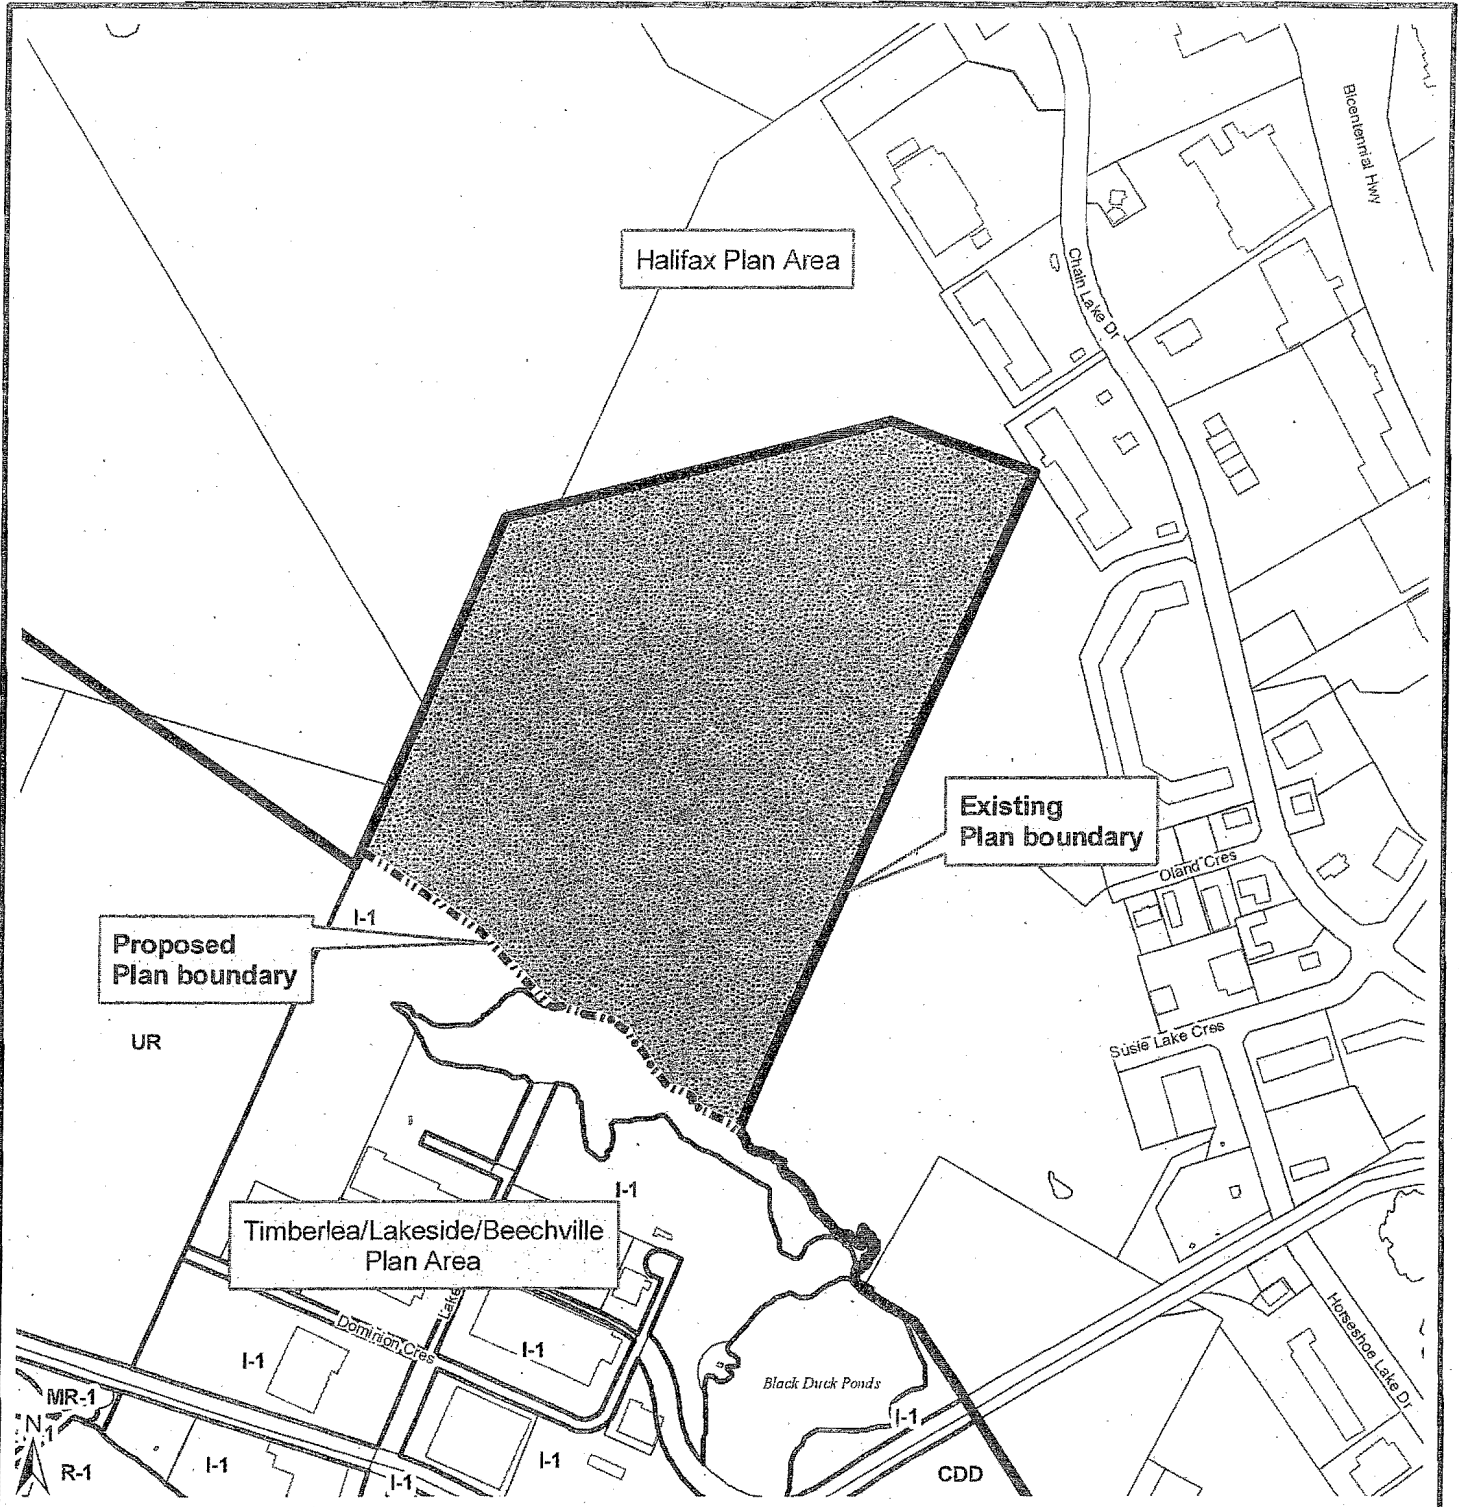 Bicentennial Hwy
Halifax Plan Area
Chain Lake Dr
Existing
Plan boundary
Oland Cres
I-1
Proposed
Plan boundary
UR
Susie Lake Cres
I-1
Timberlea/Lakeside/Beechville
Plan Area
Lake
Dominion Cres
Horseshoe Lake Dr
I-1
I-1
Black Duck Ponds
MR-1
I-1
N
R-1
I-1
I-1
I-1
CDD